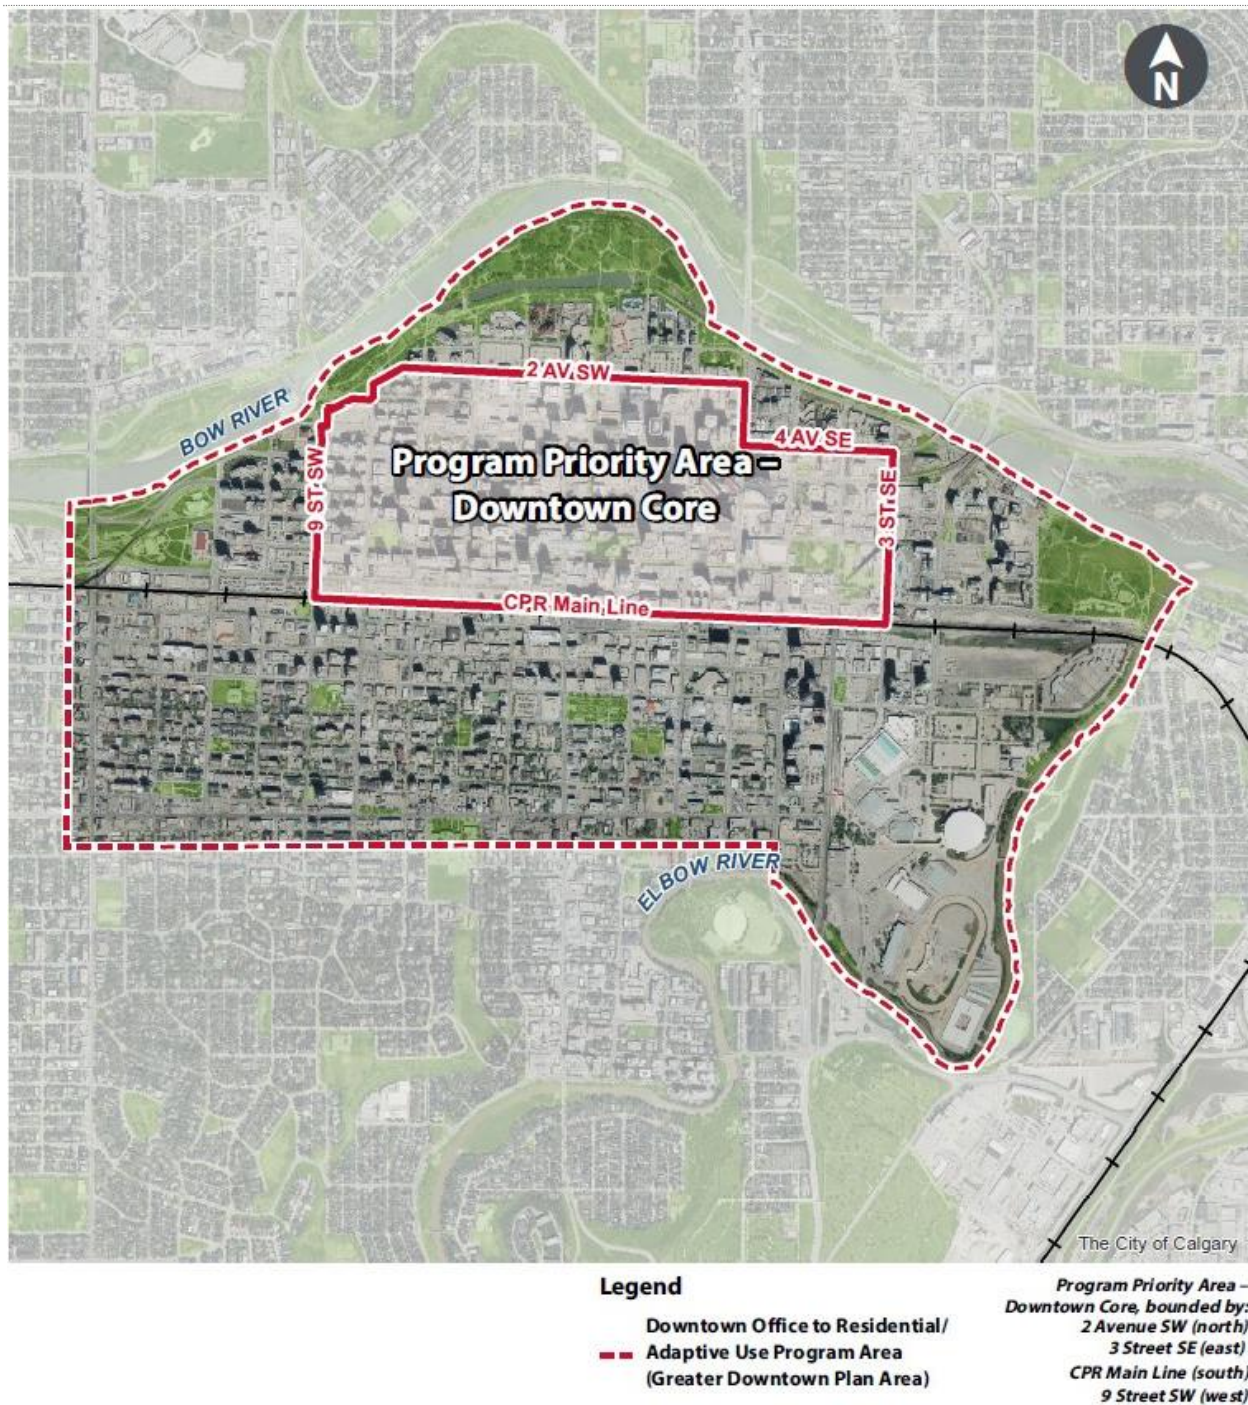 N
2 AV SW
BOW RIVER
4 AV SE
Program Priority Area –
Downtown Core
9 ST SW
3 ST SE
CPR Main Line
ELBOW RIVER
The City of Calgary
Legend
Downtown Office to Residential/
Adaptive Use Program Area
(Greater Downtown Plan Area)
Program Priority Area –
Downtown Core, bounded by:
2 Avenue SW (north)
3 Street SE (east)
CPR Main Line (south)
9 Street SW (west)